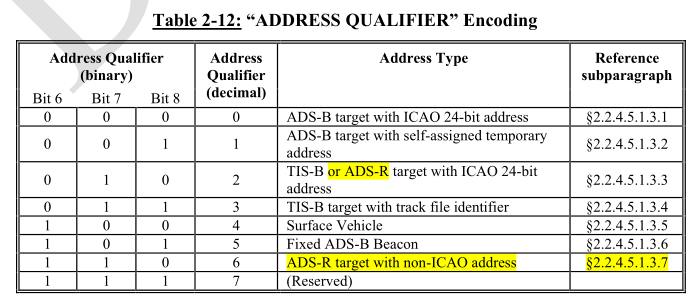 Table 2-12: “ADDRESS QUALIFIER” Encoding
Address Qualifier (binary) Address Qualifier (decimal) Address Type Reference subparagraph
Bit 6 Bit 7 Bit 8
0 0 0 0 ADS-B target with ICAO 24-bit address §2.2.4.5.1.3.1
0 0 1 1 ADS-B target with self-assigned temporary address §2.2.4.5.1.3.2
0 1 0 2 TIS-B or ADS-R target with ICAO 24-bit address §2.2.4.5.1.3.3
0 1 1 3 TIS-B target with track file identifier §2.2.4.5.1.3.4
1 0 0 4 Surface Vehicle §2.2.4.5.1.3.5
1 0 1 5 Fixed ADS-B Beacon §2.2.4.5.1.3.6
1 1 0 6 ADS-R target with non-ICAO address §2.2.4.5.1.3.7
1 1 1 7 (Reserved)